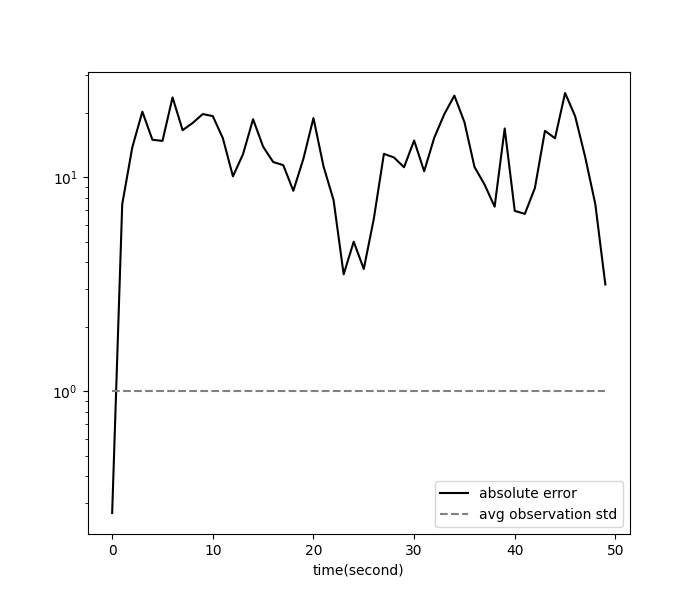 10¹
10⁰
absolute error
avg observation std
0 10 20 30 40 50
time(second)